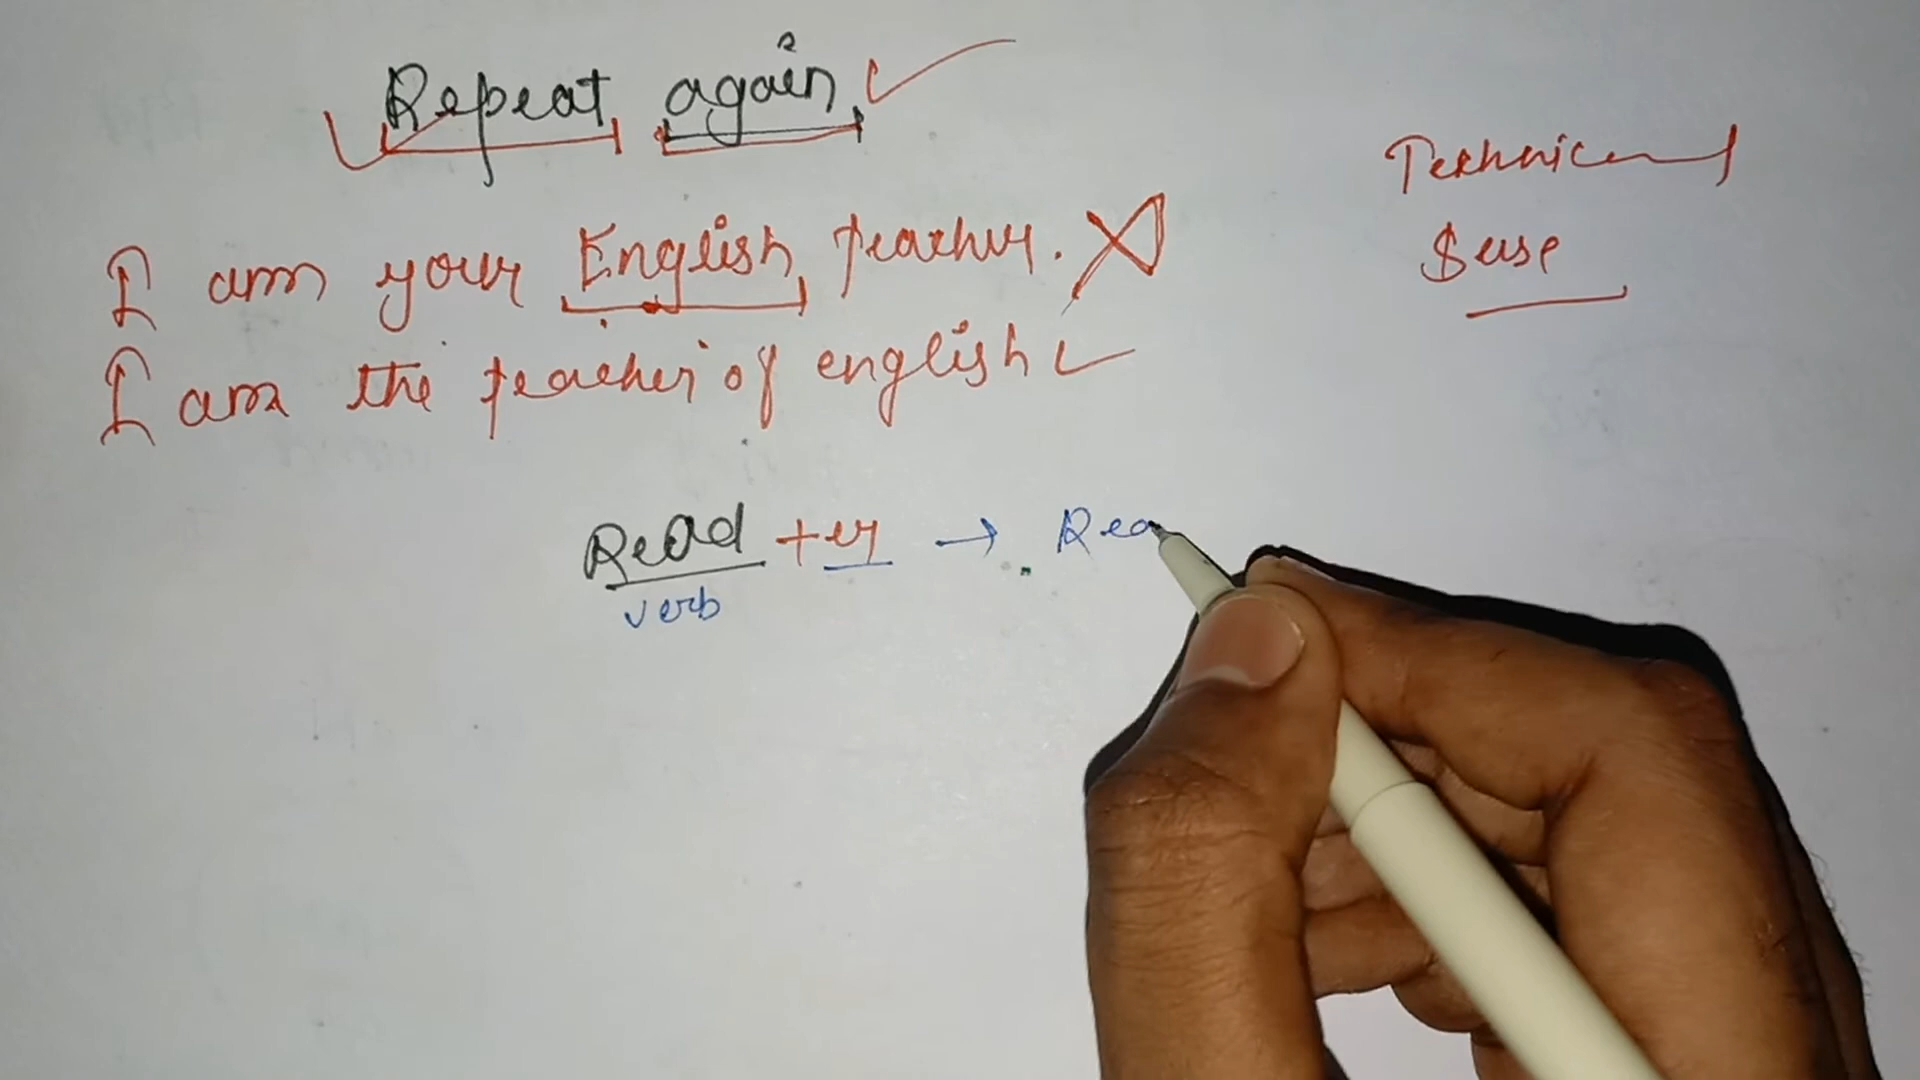 Repeat again
Technical
Sense
I am your English teacher.
I am the teacher of english
Read + er → Rea
verb